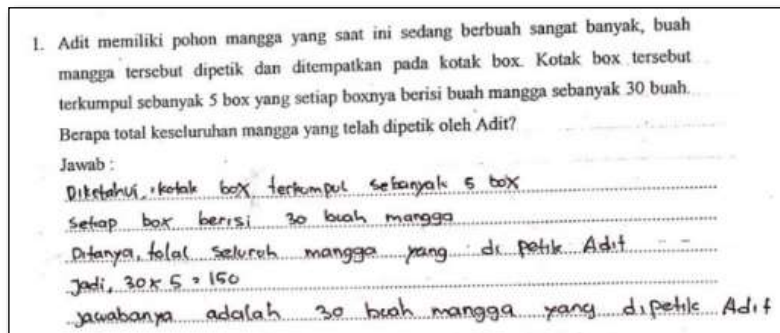 1. Adit memiliki pohon mangga yang saat ini sedang berbuah sangat banyak, buah
mangga tersebut dipetik dan ditempatkan pada kotak box. Kotak box tersebut
terkumpul sebanyak 5 box yang setiap boxnya berisi buah mangga sebanyak 30 buah.
Berapa total keseluruhan mangga yang telah dipetik oleh Adit?
Jawab :
Diketahui, kotak box terkumpul sebanyak 5 box
Setiap box berisi 30 buah mangga
Ditanya, total seluruh mangga yang di petik Adit
Jadi, 30 x 5 = 150
Jawabanya adalah 30 buah mangga yang dipetik Adit